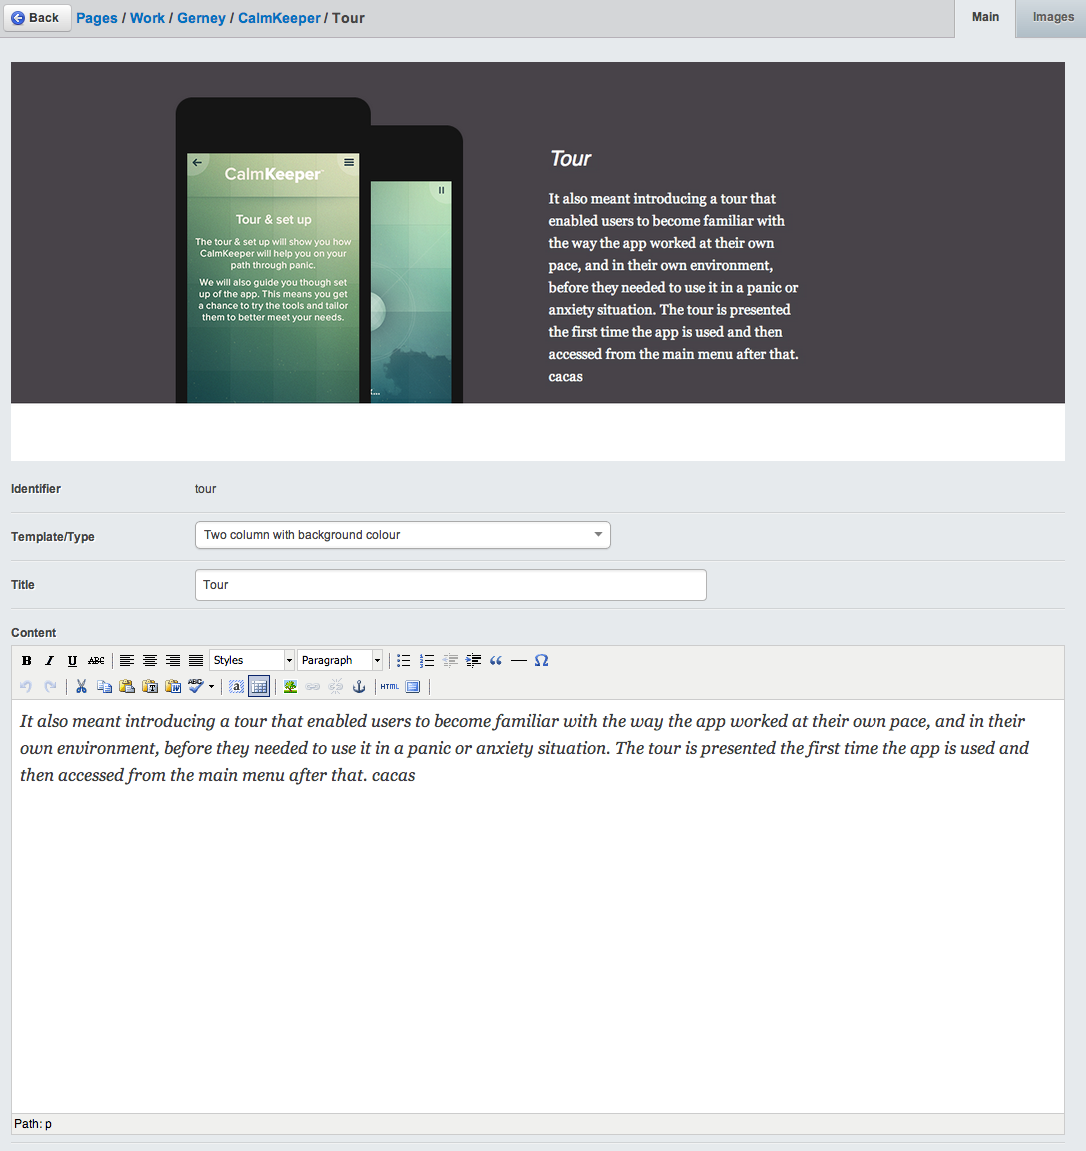 Back Pages / Work / Gerney / CalmKeeper / Tour Main Images
CalmKeeper
Tour & set up
The tour & set up will show you how
CalmKeeper will help you on your
path through panic.
We will also guide you though set
up of the app. This means you get
a chance to try the tools and tailor
them to better meet your needs.
Tour
It also meant introducing a tour that
enabled users to become familiar with
the way the app worked at their own
pace, and in their own environment,
before they needed to use it in a panic or
anxiety situation. The tour is presented
the first time the app is used and then
accessed from the main menu after that.
cacas
Identifier tour
Template/Type Two column with background colour
Title Tour
Content
B I U ABC Styles Paragraph
ABC HTML
It also meant introducing a tour that enabled users to become familiar with the way the app worked at their own pace, and in their
own environment, before they needed to use it in a panic or anxiety situation. The tour is presented the first time the app is used and
then accessed from the main menu after that. cacas
Path: p